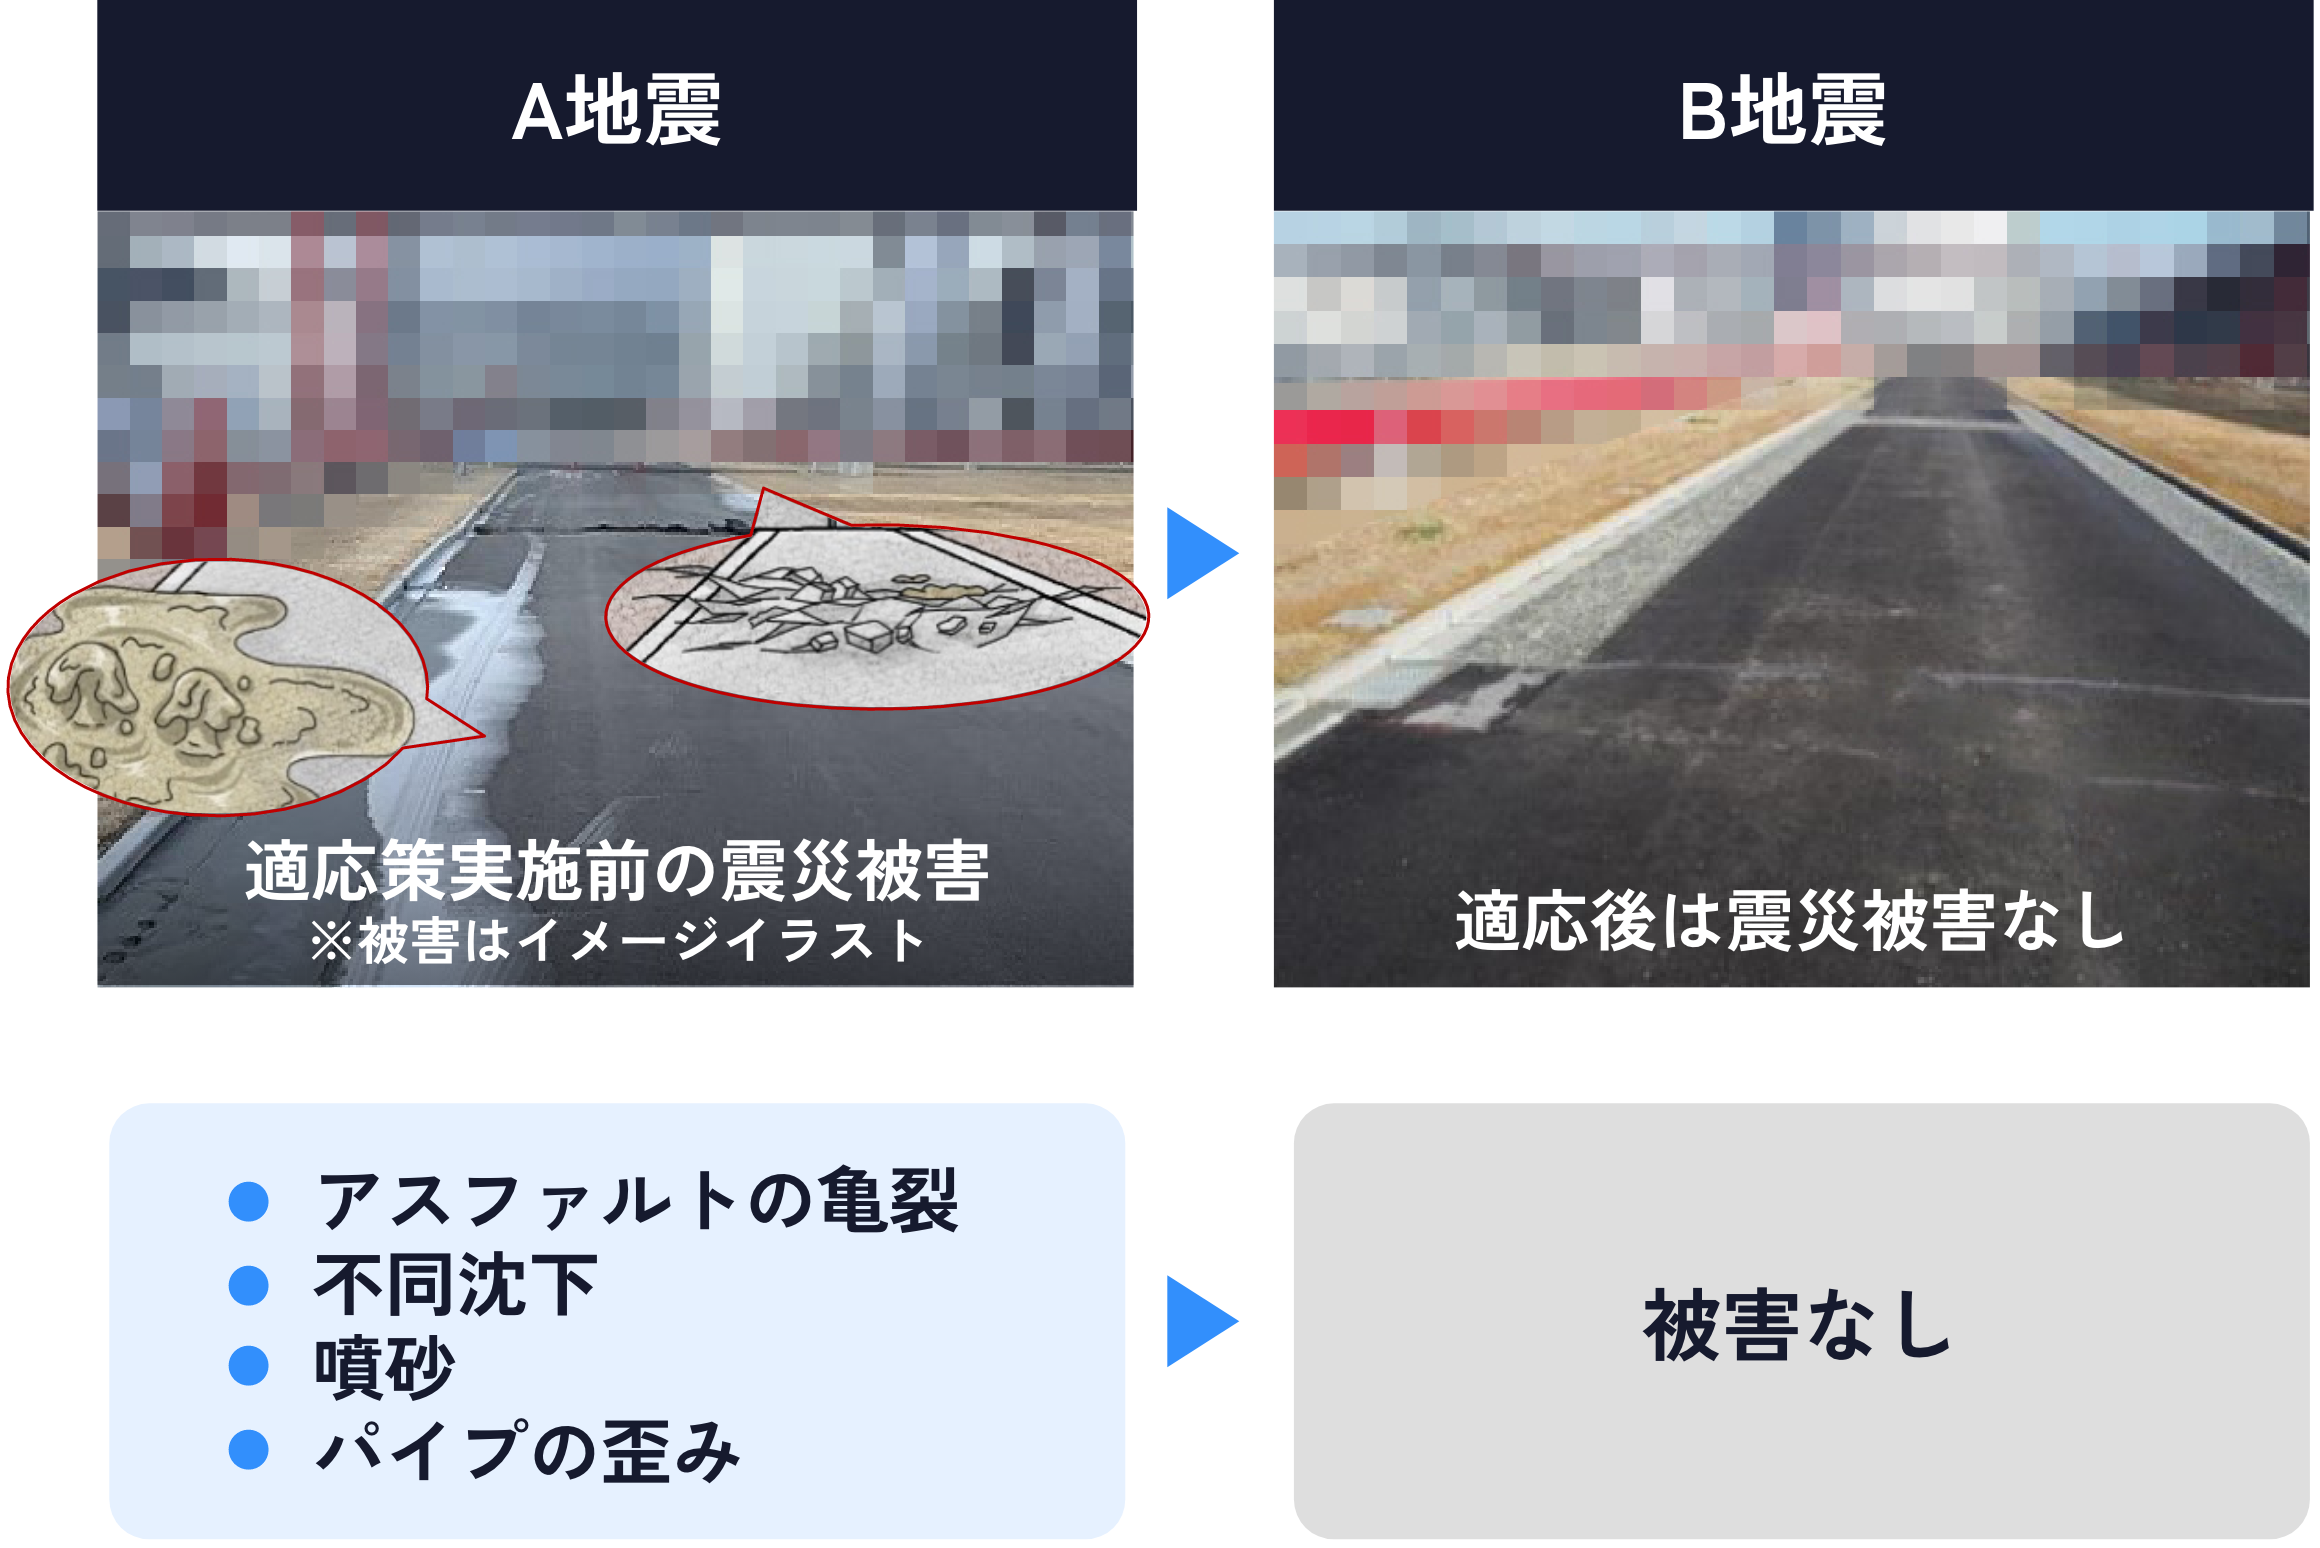 A地震
B地震
適応策実施前の震災被害
※被害はイメージイラスト
適応後は震災被害なし
● アスファルトの亀裂
● 不同沈下
● 噴砂
● パイプの歪み
被害なし